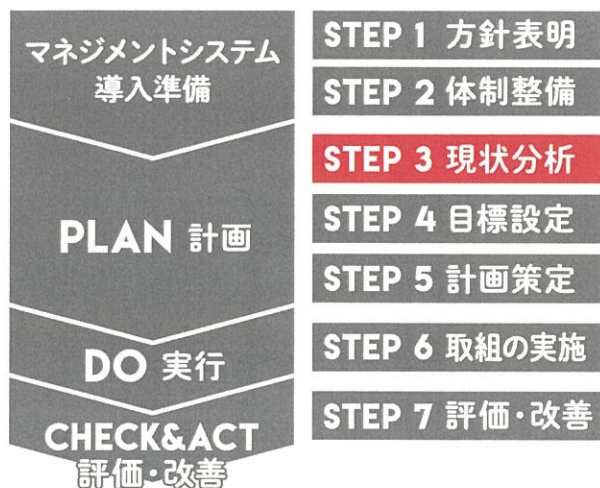 マネジメントシステム
導入準備
PLAN 計画
DO 実行
CHECK&ACT
評価・改善
STEP 1 方針表明
STEP 2 体制整備
STEP 3 現状分析
STEP 4 目標設定
STEP 5 計画策定
STEP 6 取組の実施
STEP 7 評価・改善